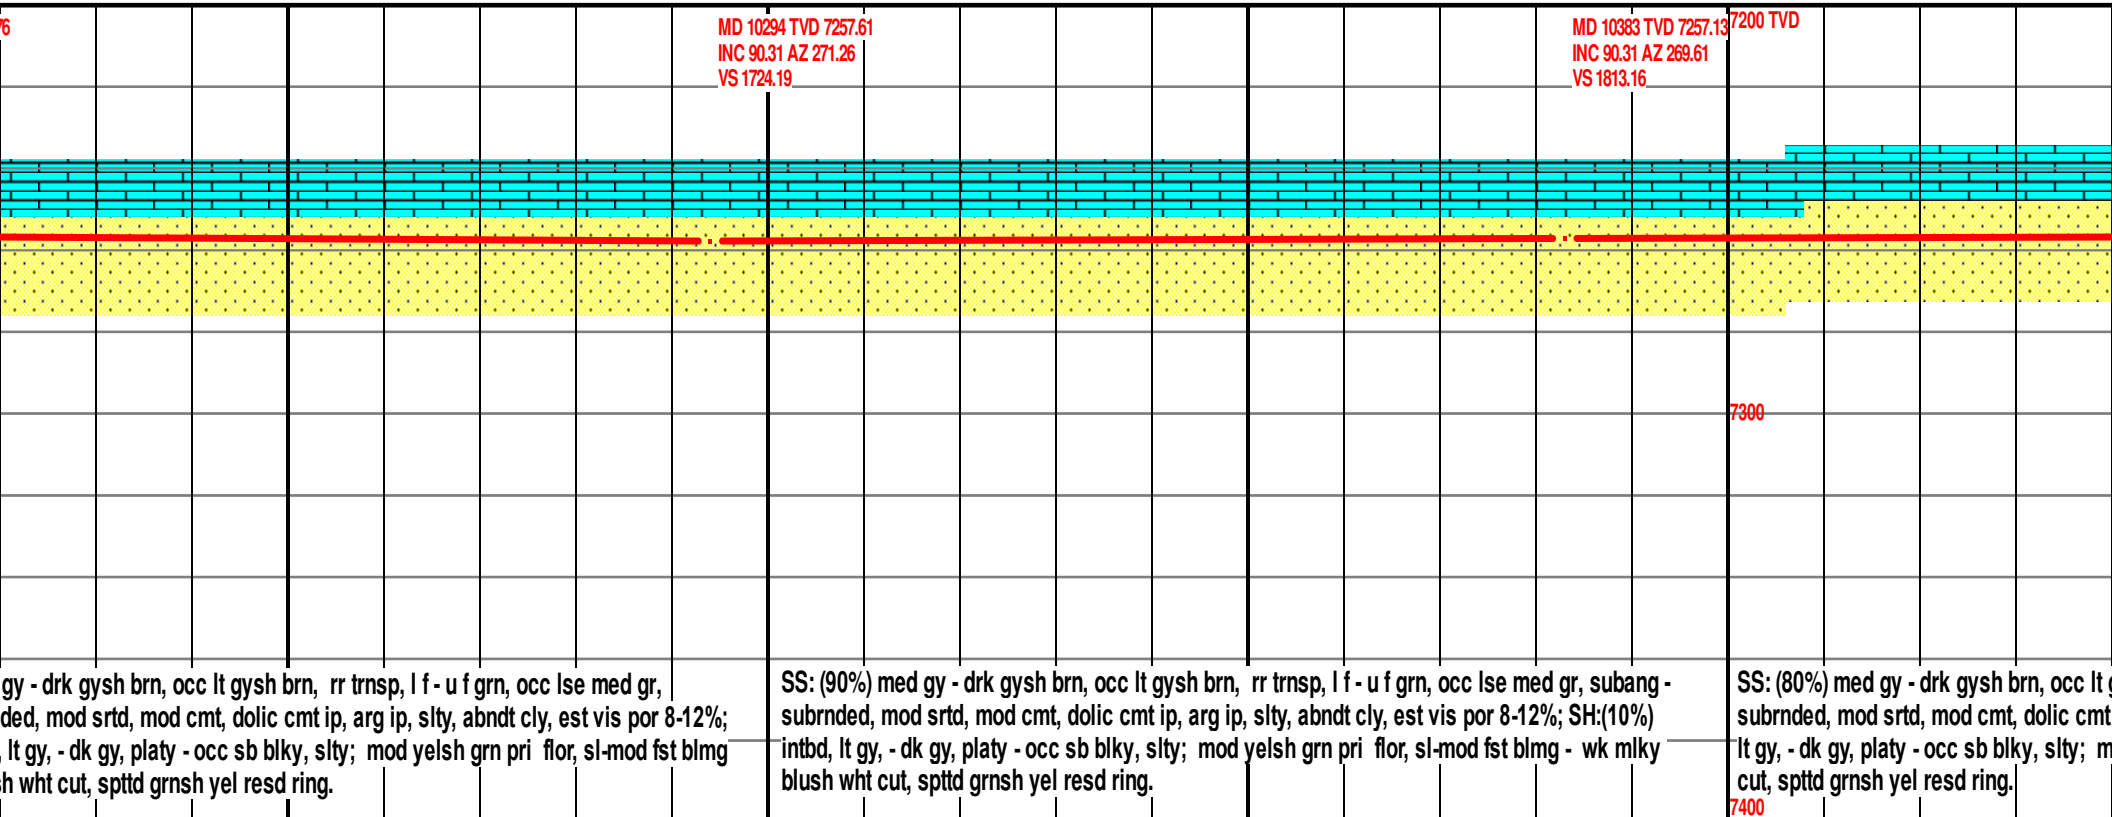 76
MD 10294 TVD 7257.61
INC 90.31 AZ 271.26
VS 1724.19
MD 10383 TVD 7257.13
INC 90.31 AZ 269.61
VS 1813.16
7200 TVD
7300
gy - drk gysh brn, occ lt gysh brn, rr trnsp, l f - u f grn, occ lse med gr,
ded, mod srtd, mod cmt, dolic cmt ip, arg ip, slty, abndt cly, est vis por 8-12%;
, lt gy, - dk gy, platy - occ sb blky, slty; mod yelsh grn pri flor, sl-mod fst blmg
sh wht cut, spttd grnsh yel resd ring.
SS: (90%) med gy - drk gysh brn, occ lt gysh brn, rr trnsp, l f - u f grn, occ lse med gr, subang -
subrnded, mod srtd, mod cmt, dolic cmt ip, arg ip, slty, abndt cly, est vis por 8-12%; SH:(10%)
intbd, lt gy, - dk gy, platy - occ sb blky, slty; mod yelsh grn pri flor, sl-mod fst blmg - wk mlky
blush wht cut, spttd grnsh yel resd ring.
SS: (80%) med gy - drk gysh brn, occ lt g
subrnded, mod srtd, mod cmt, dolic cmt
lt gy, - dk gy, platy - occ sb blky, slty; m
cut, spttd grnsh yel resd ring.
7400